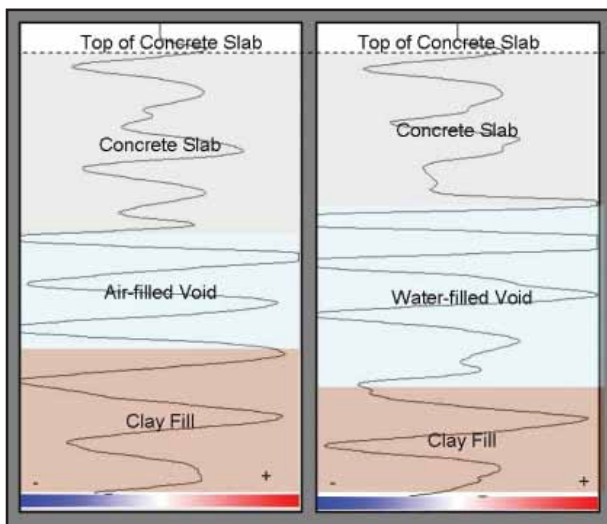 Top of Concrete Slab
Concrete Slab
Air-filled Void
Clay Fill
- +
Top of Concrete Slab
Concrete Slab
Water-filled Void
Clay Fill
- +